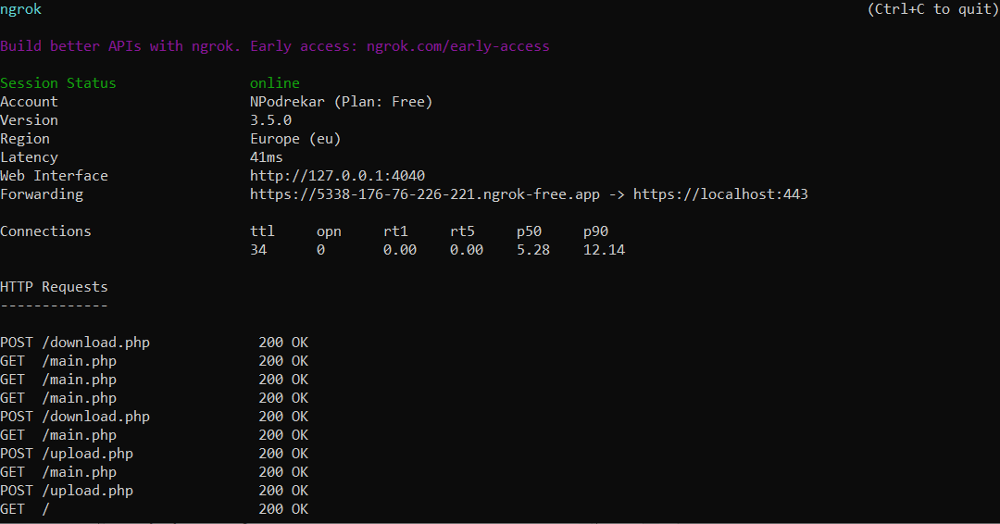 ngrok (Ctrl+C to quit)
Build better APIs with ngrok. Early access: ngrok.com/early-access
Session Status online
Account NPodrekar (Plan: Free)
Version 3.5.0
Region Europe (eu)
Latency 41ms
Web Interface http://127.0.0.1:4040
Forwarding https://5338-176-76-226-221.ngrok-free.app -> https://localhost:443
Connections ttl opn rt1 rt5 p50 p90
34 0 0.00 0.00 5.28 12.14
HTTP Requests
-------------
POST /download.php 200 OK
GET /main.php 200 OK
GET /main.php 200 OK
GET /main.php 200 OK
POST /download.php 200 OK
GET /main.php 200 OK
POST /upload.php 200 OK
GET /main.php 200 OK
POST /upload.php 200 OK
GET / 200 OK